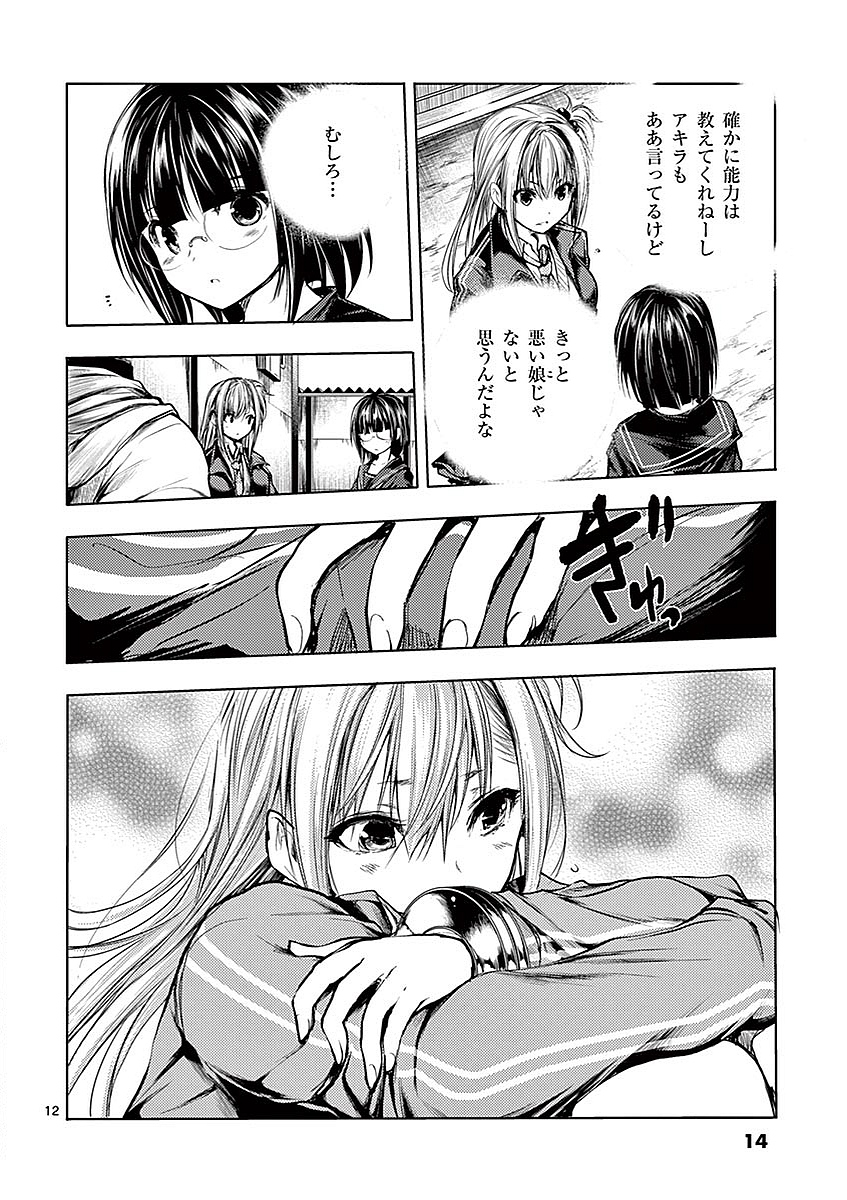 確かに能力は
教えてくれねーし
アキラも
ああ言ってるけど
きっと
悪い娘じゃ
こ
ないと
思うんだよな
むしろ…
ぎゅっ
12
14